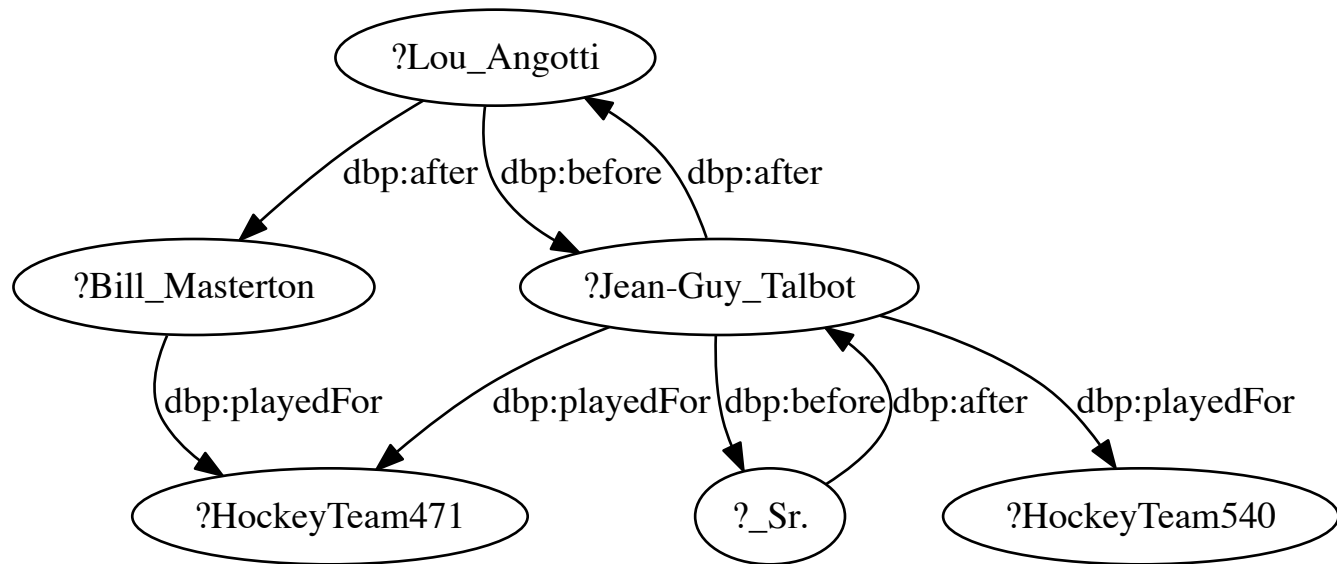 ?Lou_Angotti
dbp:after
dbp:before
dbp:after
?Bill_Masterton
?Jean-Guy_Talbot
dbp:playedFor
dbp:playedFor
dbp:before
dbp:after
dbp:playedFor
?HockeyTeam471
?_Sr.
?HockeyTeam540